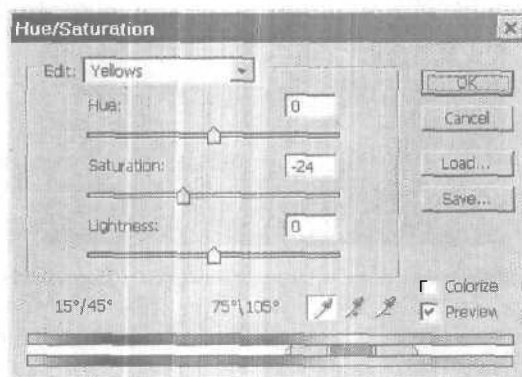 Hue/Saturation
Edit: Yellows
OK
Hue: 0
Cancel
Saturation: -24
Load...
Save...
Lightness: 0
Colorize
15°/45° 75°\105°
Preview